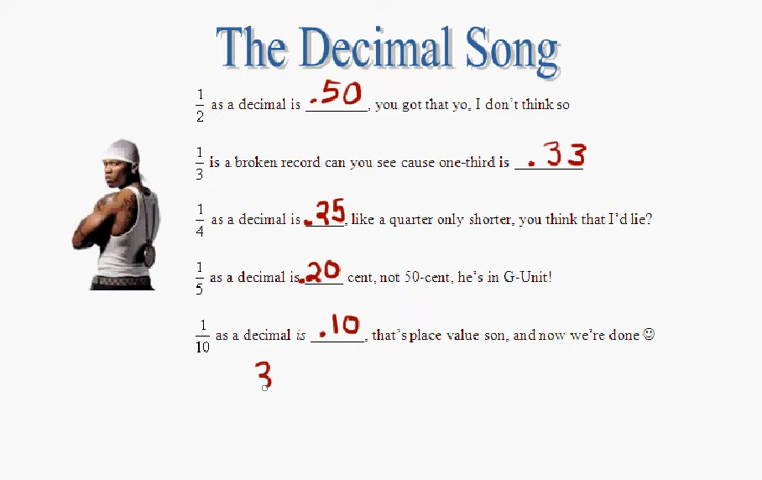 The Decimal Song
1/2 as a decimal is .50, you got that yo, I don't think so
1/3 is a broken record can you see cause one-third is .33
1/4 as a decimal is .25, like a quarter only shorter, you think that I'd lie?
1/5 as a decimal is .20 cent, not 50-cent, he's in G-Unit!
1/10 as a decimal is .10, that's place value son, and now we're done ☺
3